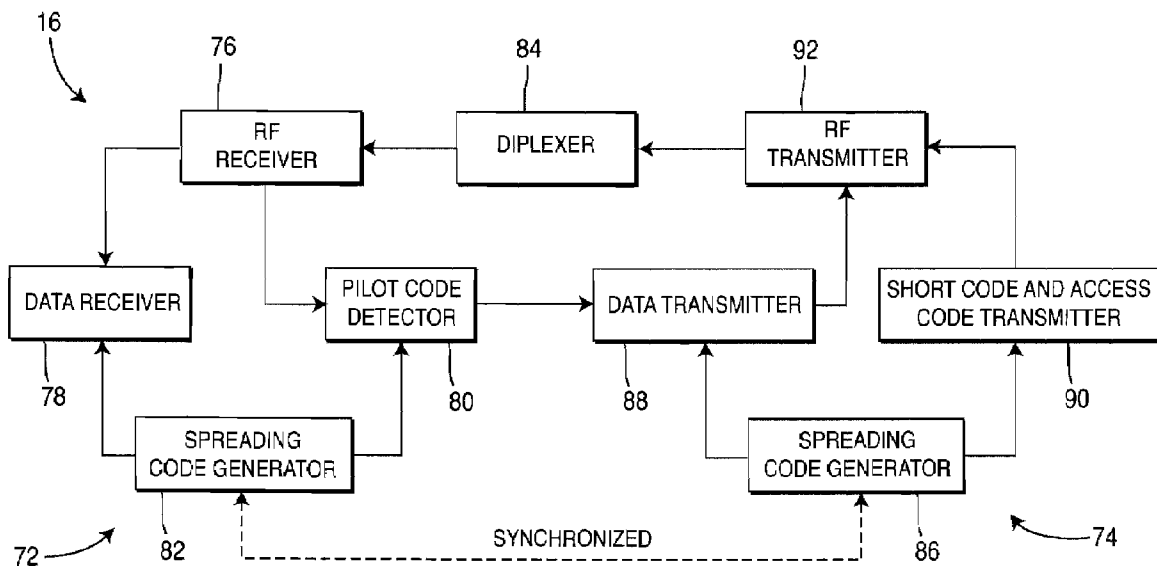 16
76
84
92
RF
RECEIVER
DIPLEXER
RF
TRANSMITTER
DATA RECEIVER
PILOT CODE
DETECTOR
DATA TRANSMITTER
SHORT CODE AND ACCESS
CODE TRANSMITTER
78
80
88
90
SPREADING
CODE GENERATOR
SPREADING
CODE GENERATOR
72
82
SYNCHRONIZED
86
74